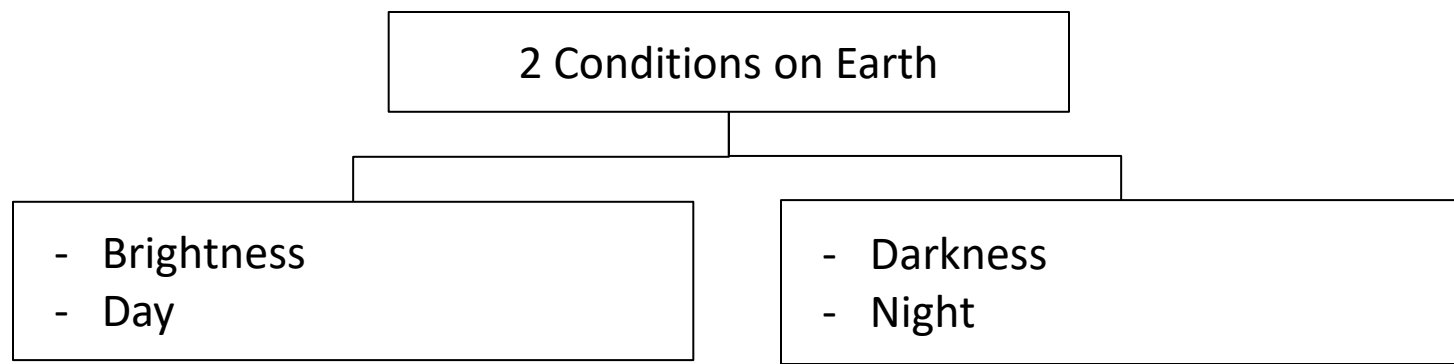 2 Conditions on Earth
- Brightness
- Day
- Darkness
- Night